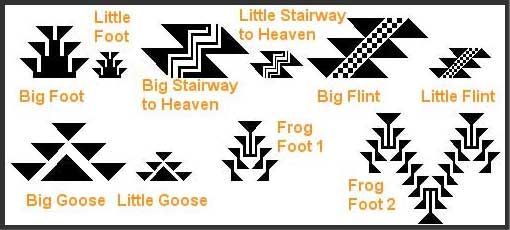 Little
Foot
Big Foot
Big Stairway
to Heaven
Little Stairway
to Heaven
Big Flint
Little Flint
Big Goose
Little Goose
Frog
Foot 1
Frog
Foot 2